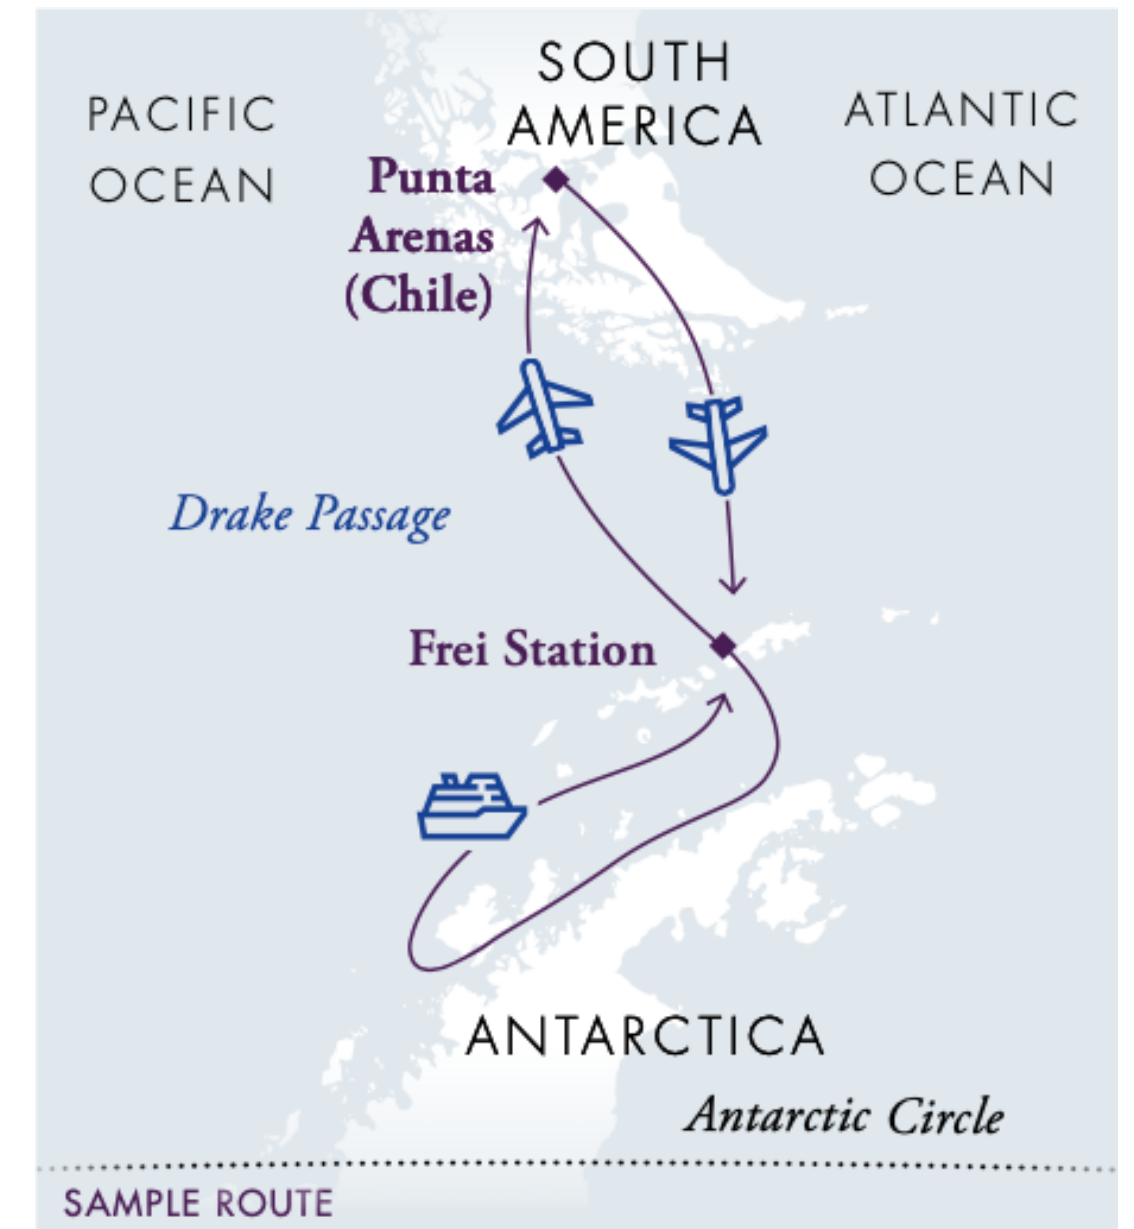 SOUTH
AMERICA
PACIFIC
OCEAN
ATLANTIC
OCEAN
Punta
Arenas
(Chile)
Drake Passage
Frei Station
ANTARCTICA
Antarctic Circle
SAMPLE ROUTE